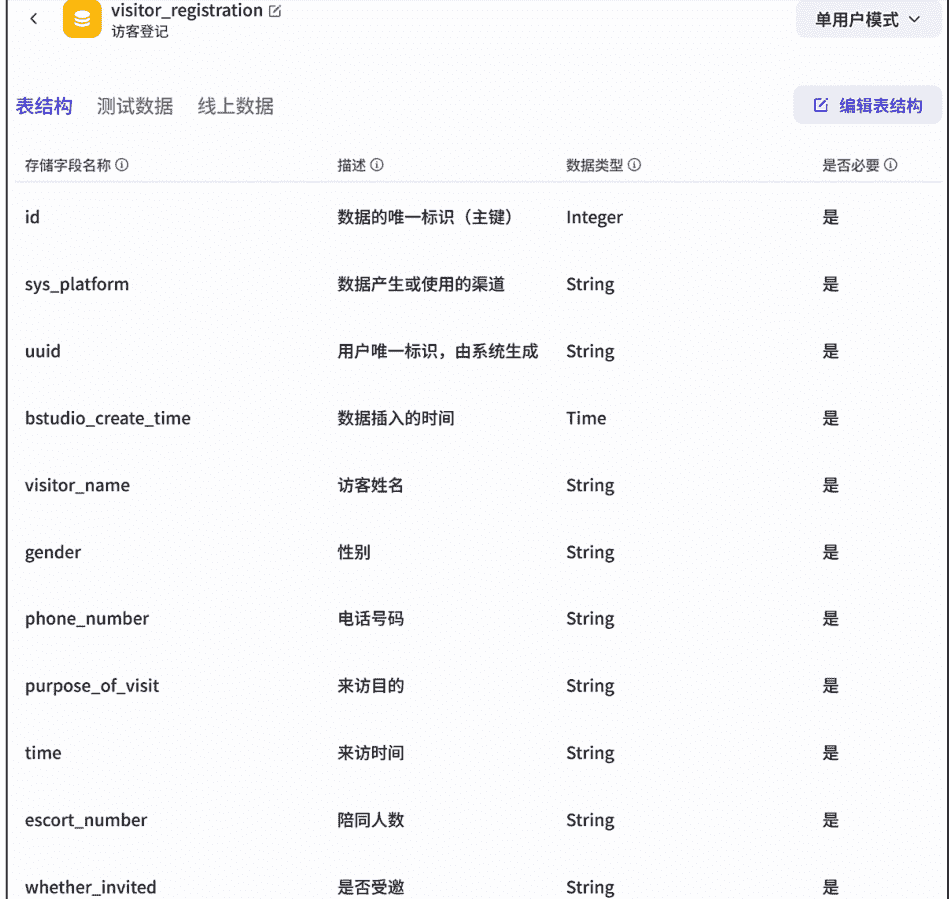 visitor_registration
访客登记
单用户模式
表结构 测试数据 线上数据
编辑表结构
存储字段名称 描述 数据类型 是否必要
id 数据的唯一标识（主键） Integer 是
sys_platform 数据产生或使用的渠道 String 是
uuid 用户唯一标识，由系统生成 String 是
bstudio_create_time 数据插入的时间 Time 是
visitor_name 访客姓名 String 是
gender 性别 String 是
phone_number 电话号码 String 是
purpose_of_visit 来访目的 String 是
time 来访时间 String 是
escort_number 陪同人数 String 是
whether_invited 是否受邀 String 是